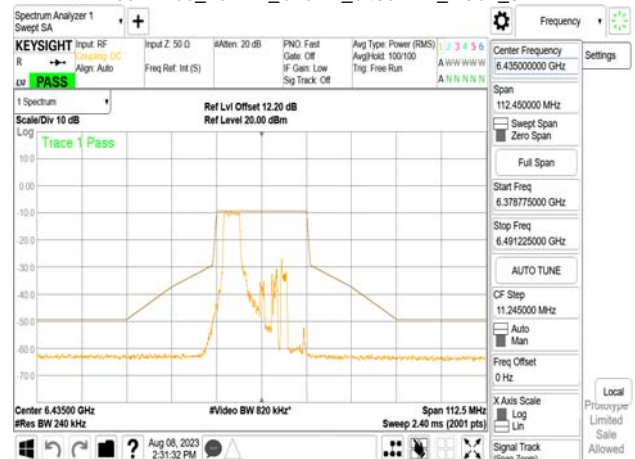 Spectrum Analyzer 1
Swept SA
Frequency
KEYSIGHT
R
LV PASS
Input: RF
Coupling: DC
Align: Auto
Input Z: 50 Ω
Freq Ref: Int (S)
#Atten: 20 dB
PNO: Fast
Gate: Off
IF Gain: Low
Sig Track: Off
Avg Type: Power (RMS)
Avg|Hold: 100/100
Trig: Free Run
1 2 3 4 5 6
A W W W W W
A N N N N N
1 Spectrum
Scale/Div 10 dB
Ref Lvl Offset 12.20 dB
Ref Level 20.00 dBm
Log
Trace 1 Pass
10.0
0.00
-10.0
-20.0
-30.0
-40.0
-50.0
-60.0
-70.0
Center 6.43500 GHz
#Res BW 240 kHz
#Video BW 820 kHz*
Span 112.5 MHz
Sweep 2.40 ms (2001 pts)
?
Aug 08, 2023
2:31:32 PM
Center Frequency
6.435000000 GHz
Settings
Span
112.450000 MHz
Swept Span
Zero Span
Full Span
Start Freq
6.378775000 GHz
Stop Freq
6.491225000 GHz
AUTO TUNE
CF Step
11.245000 MHz
Auto
Man
Freq Offset
0 Hz
X Axis Scale
Log
Lin
Signal Track
(Span Zoom)
Local
Prototype
Limited
Sale
Allowed